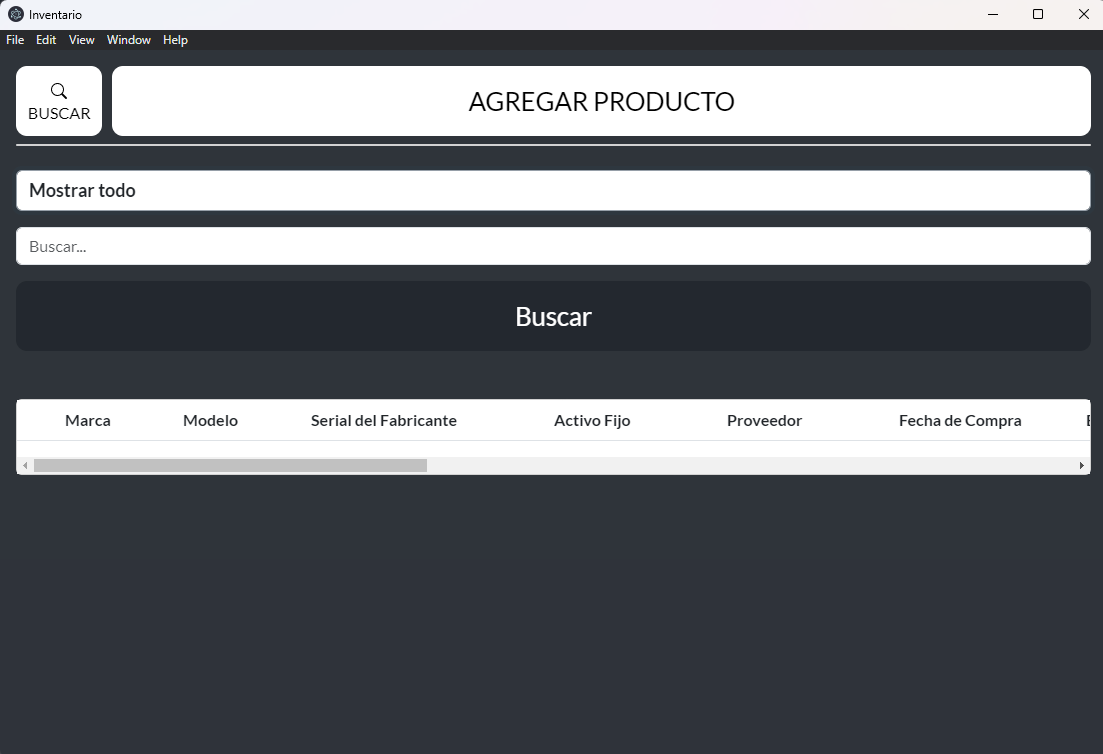 Inventario
File Edit View Window Help
BUSCAR
AGREGAR PRODUCTO
Mostrar todo
Buscar...
Buscar
Marca Modelo Serial del Fabricante Activo Fijo Proveedor Fecha de Compra